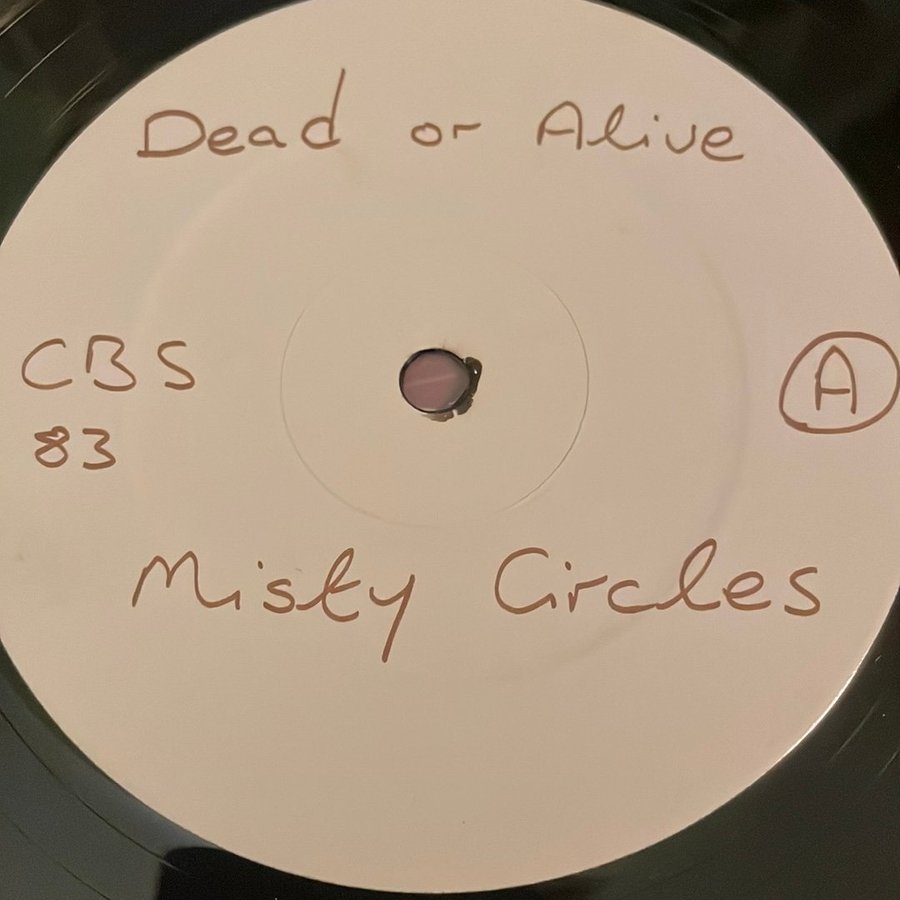 Dead or Alive
CBS
83
A
Misty Circles